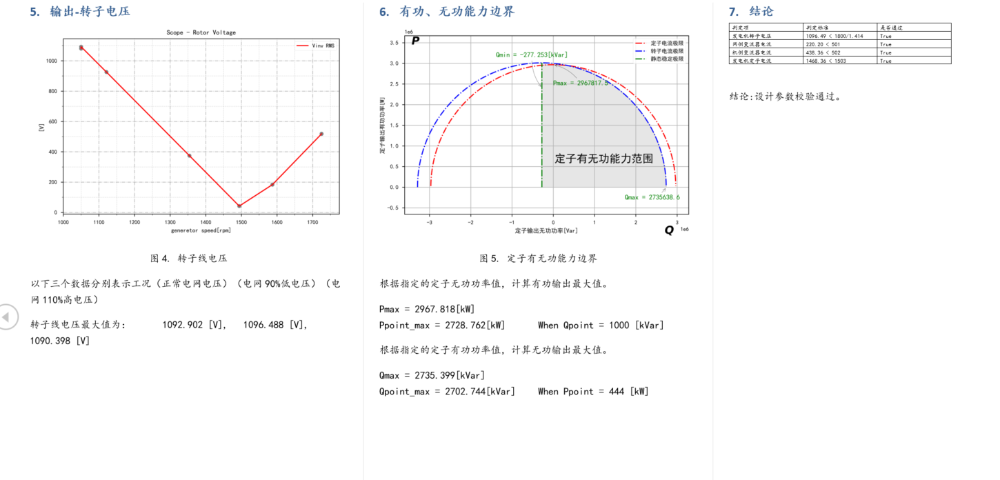 5. 输出-转子电压
Scope - Rotor Voltage
Vinv RMS
[V]
1000
800
600
400
200
0
1000 1100 1200 1300 1400 1500 1600 1700
generetor speed[rpm]
图 4. 转子线电压
以下三个数据分别表示工况（正常电网电压）（电网 90%低电压）（电
网 110%高电压）
转子线电压最大值为： 1092.902 [V], 1096.488 [V],
1090.398 [V]
6. 有功、无功能力边界
1e6
P
定子电流极限
转子电流极限
静态稳定极限
Qmin = -277.253[kVar]
Pmax = 2967817.5
定子有无功能力范围
Qmax = 2735638.6
定子输出有功功率[W]
3.5
3.0
2.5
2.0
1.5
1.0
0.5
0.0
-0.5
-3 -2 -1 0 1 2 3
定子输出无功功率[Var]
Q 1e6
图 5. 定子有无功能力边界
根据指定的定子无功功率值，计算有功输出最大值。
Pmax = 2967.818[kW]
Ppoint_max = 2728.762[kW] When Qpoint = 1000 [kVar]
根据指定的定子有功功率值，计算无功输出最大值。
Qmax = 2735.399[kVar]
Qpoint_max = 2702.744[kVar] When Ppoint = 444 [kW]
7. 结论
判定项 判定标准 是否通过
发电机转子电压 1096.49 < 1800/1.414 True
网侧变流器电流 220.20 < 501 True
机侧变流器电流 438.36 < 502 True
发电机定子电流 1468.36 < 1503 True
结论:设计参数校验通过。